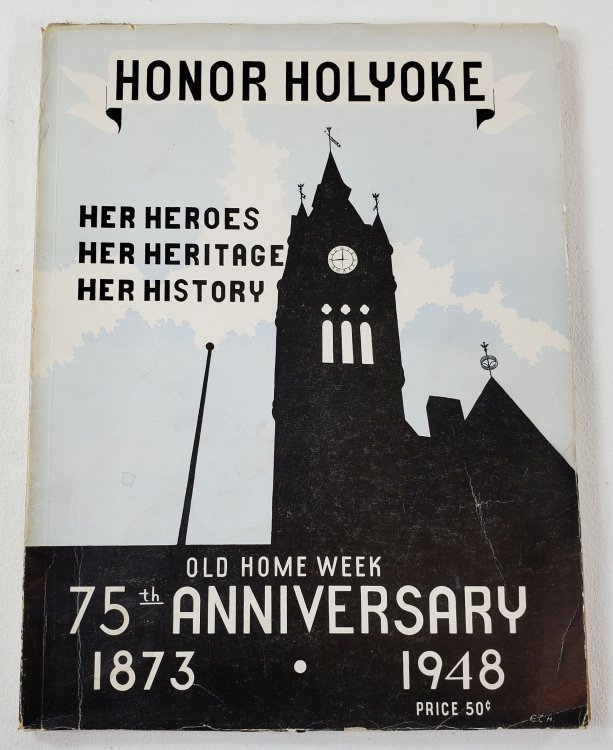 HONOR HOLYOKE
HER HEROES
HER HERITAGE
HER HISTORY
OLD HOME WEEK
75th ANNIVERSARY
1873 • 1948
PRICE 50¢
E.C.H.